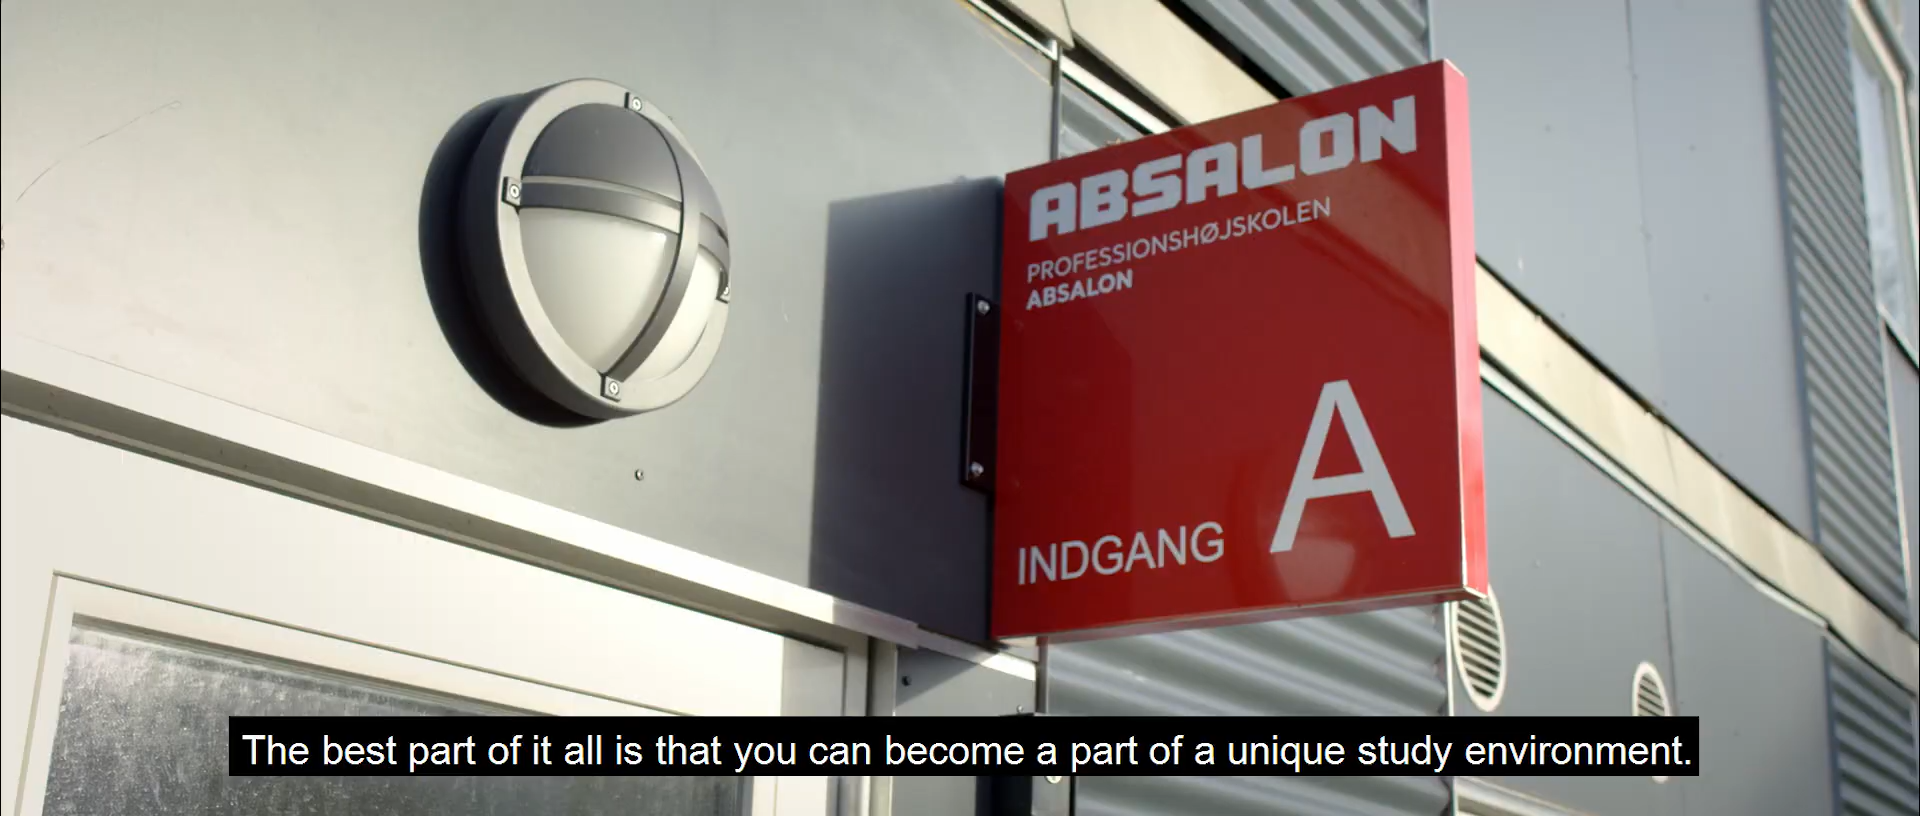 ABSALON
PROFESSIONSHØJSKOLEN
ABSALON
INDGANG A
The best part of it all is that you can become a part of a unique study environment.